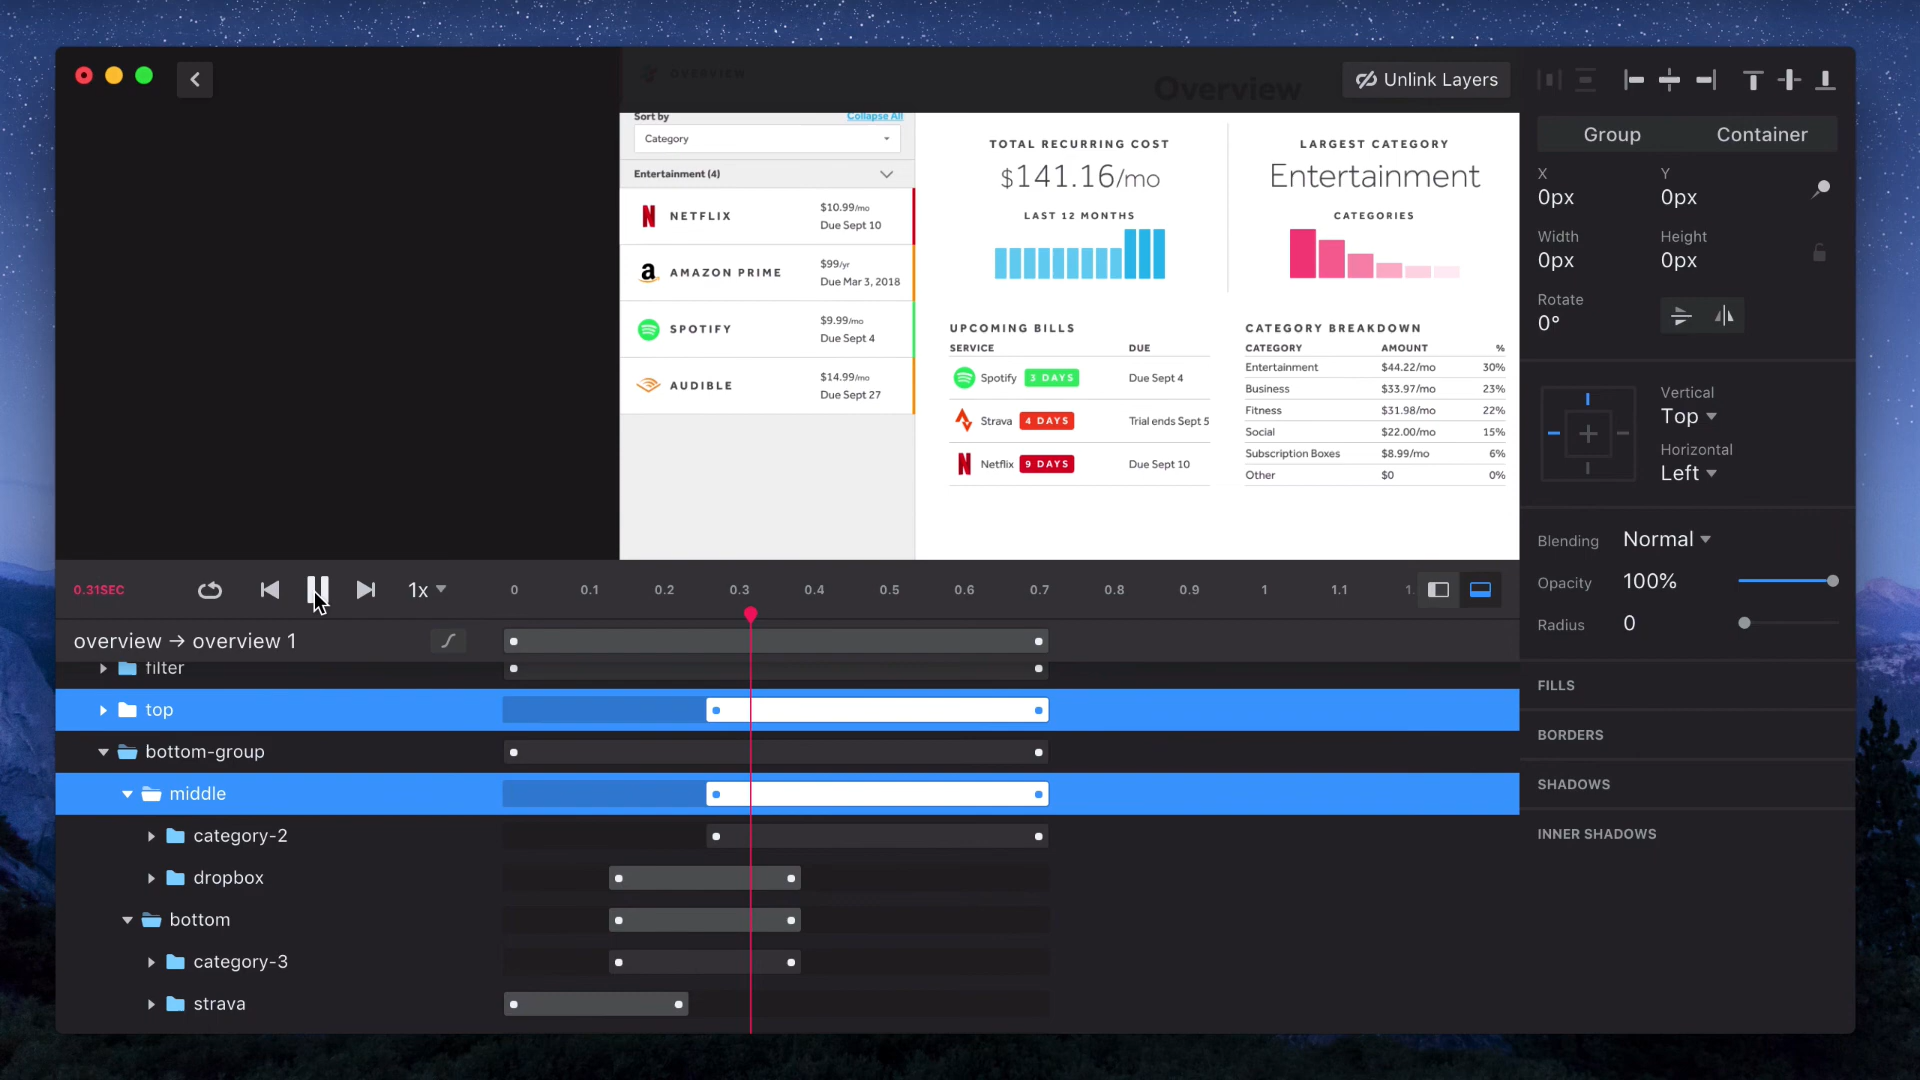 OVERVIEW
Overview
Unlink Layers
Sort by
Collapse All
Category
Entertainment (4)
NETFLIX
$10.99/mo
Due Sept 10
a AMAZON PRIME
$99/yr
Due Mar 3, 2018
SPOTIFY
$9.99/mo
Due Sept 4
AUDIBLE
$14.99/mo
Due Sept 27
TOTAL RECURRING COST
$141.16/mo
LAST 12 MONTHS
LARGEST CATEGORY
Entertainment
CATEGORIES
UPCOMING BILLS
SERVICE DUE
Spotify 3 DAYS Due Sept 4
Strava 4 DAYS Trial ends Sept 5
Netflix 9 DAYS Due Sept 10
CATEGORY BREAKDOWN
CATEGORY AMOUNT %
Entertainment $44.22/mo 30%
Business $33.97/mo 23%
Fitness $31.98/mo 22%
Social $22.00/mo 15%
Subscription Boxes $8.99/mo 6%
Other $0 0%
Group Container
X Y
0px 0px
Width Height
0px 0px
Rotate
0°
Vertical
Top
Horizontal
Left
Blending Normal
Opacity 100%
Radius 0
FILLS
BORDERS
SHADOWS
INNER SHADOWS
0.31SEC 1x 0 0.1 0.2 0.3 0.4 0.5 0.6 0.7 0.8 0.9 1 1.1 1.
overview → overview 1
filter
top
bottom-group
middle
category-2
dropbox
bottom
category-3
strava